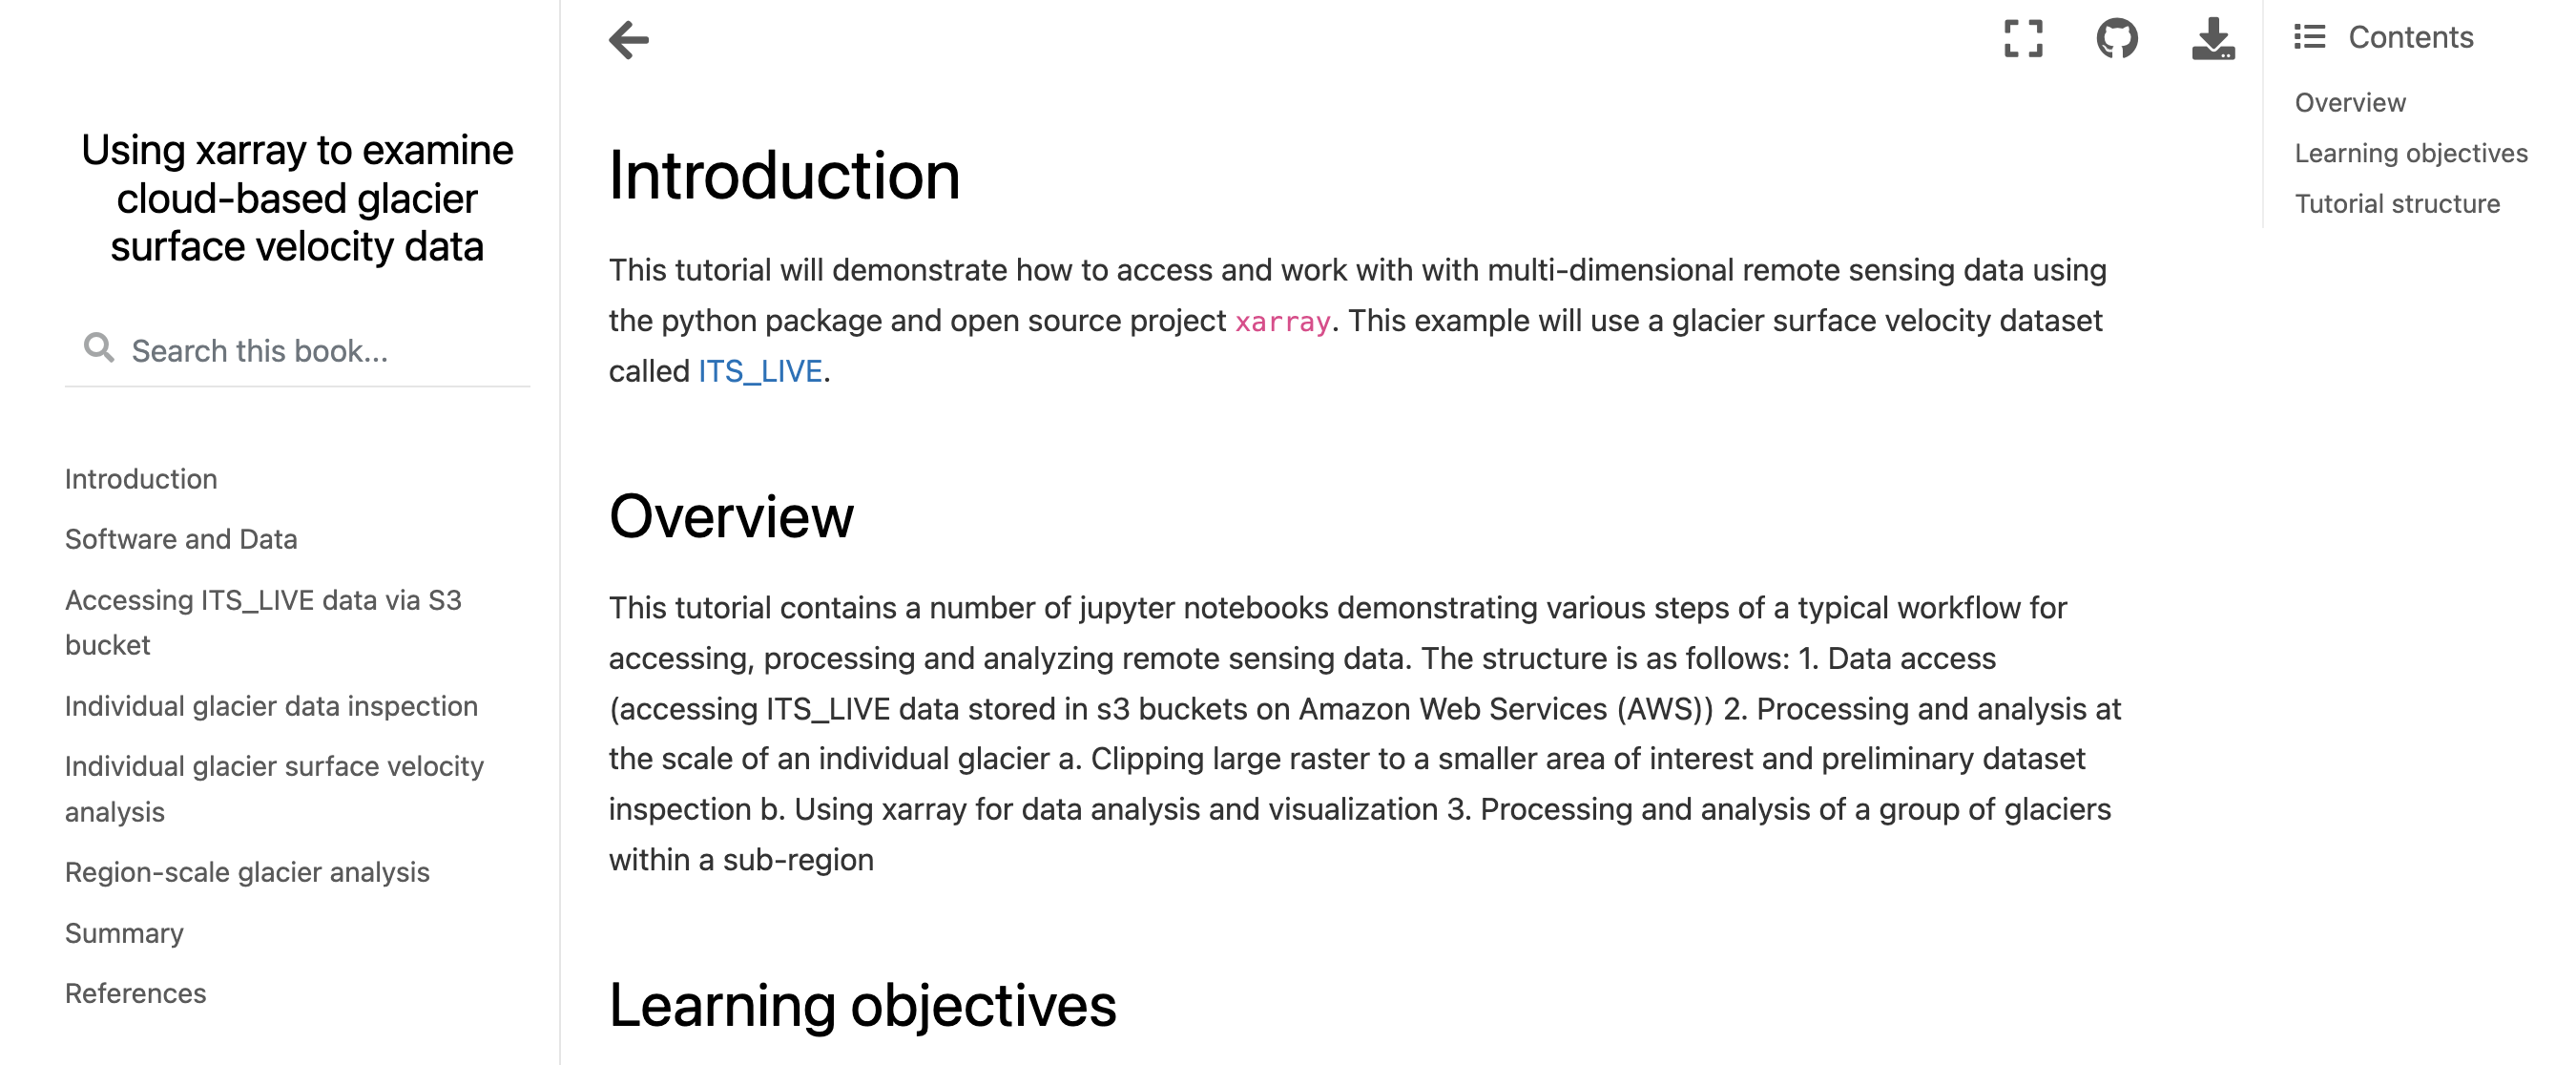 Using xarray to examine
cloud-based glacier
surface velocity data
Search this book...
Introduction
Software and Data
Accessing ITS_LIVE data via S3
bucket
Individual glacier data inspection
Individual glacier surface velocity
analysis
Region-scale glacier analysis
Summary
References
Introduction
This tutorial will demonstrate how to access and work with with multi-dimensional remote sensing data using
the python package and open source project xarray. This example will use a glacier surface velocity dataset
called ITS_LIVE.
Overview
This tutorial contains a number of jupyter notebooks demonstrating various steps of a typical workflow for
accessing, processing and analyzing remote sensing data. The structure is as follows: 1. Data access
(accessing ITS_LIVE data stored in s3 buckets on Amazon Web Services (AWS)) 2. Processing and analysis at
the scale of an individual glacier a. Clipping large raster to a smaller area of interest and preliminary dataset
inspection b. Using xarray for data analysis and visualization 3. Processing and analysis of a group of glaciers
within a sub-region
Learning objectives
Contents
Overview
Learning objectives
Tutorial structure